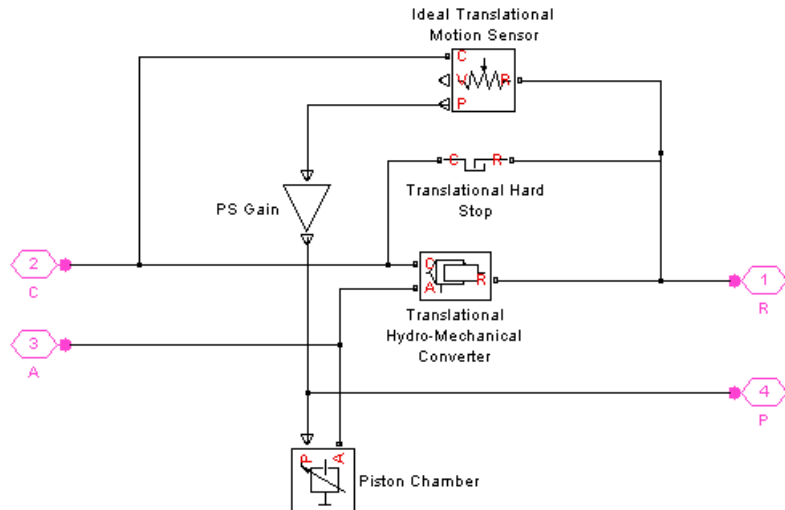 Ideal Translational
Motion Sensor
C
V
R
P
C
R
Translational Hard
Stop
PS Gain
2
C
C
A
R
1
R
Translational
Hydro-Mechanical
Converter
3
A
4
P
P
A
Piston Chamber